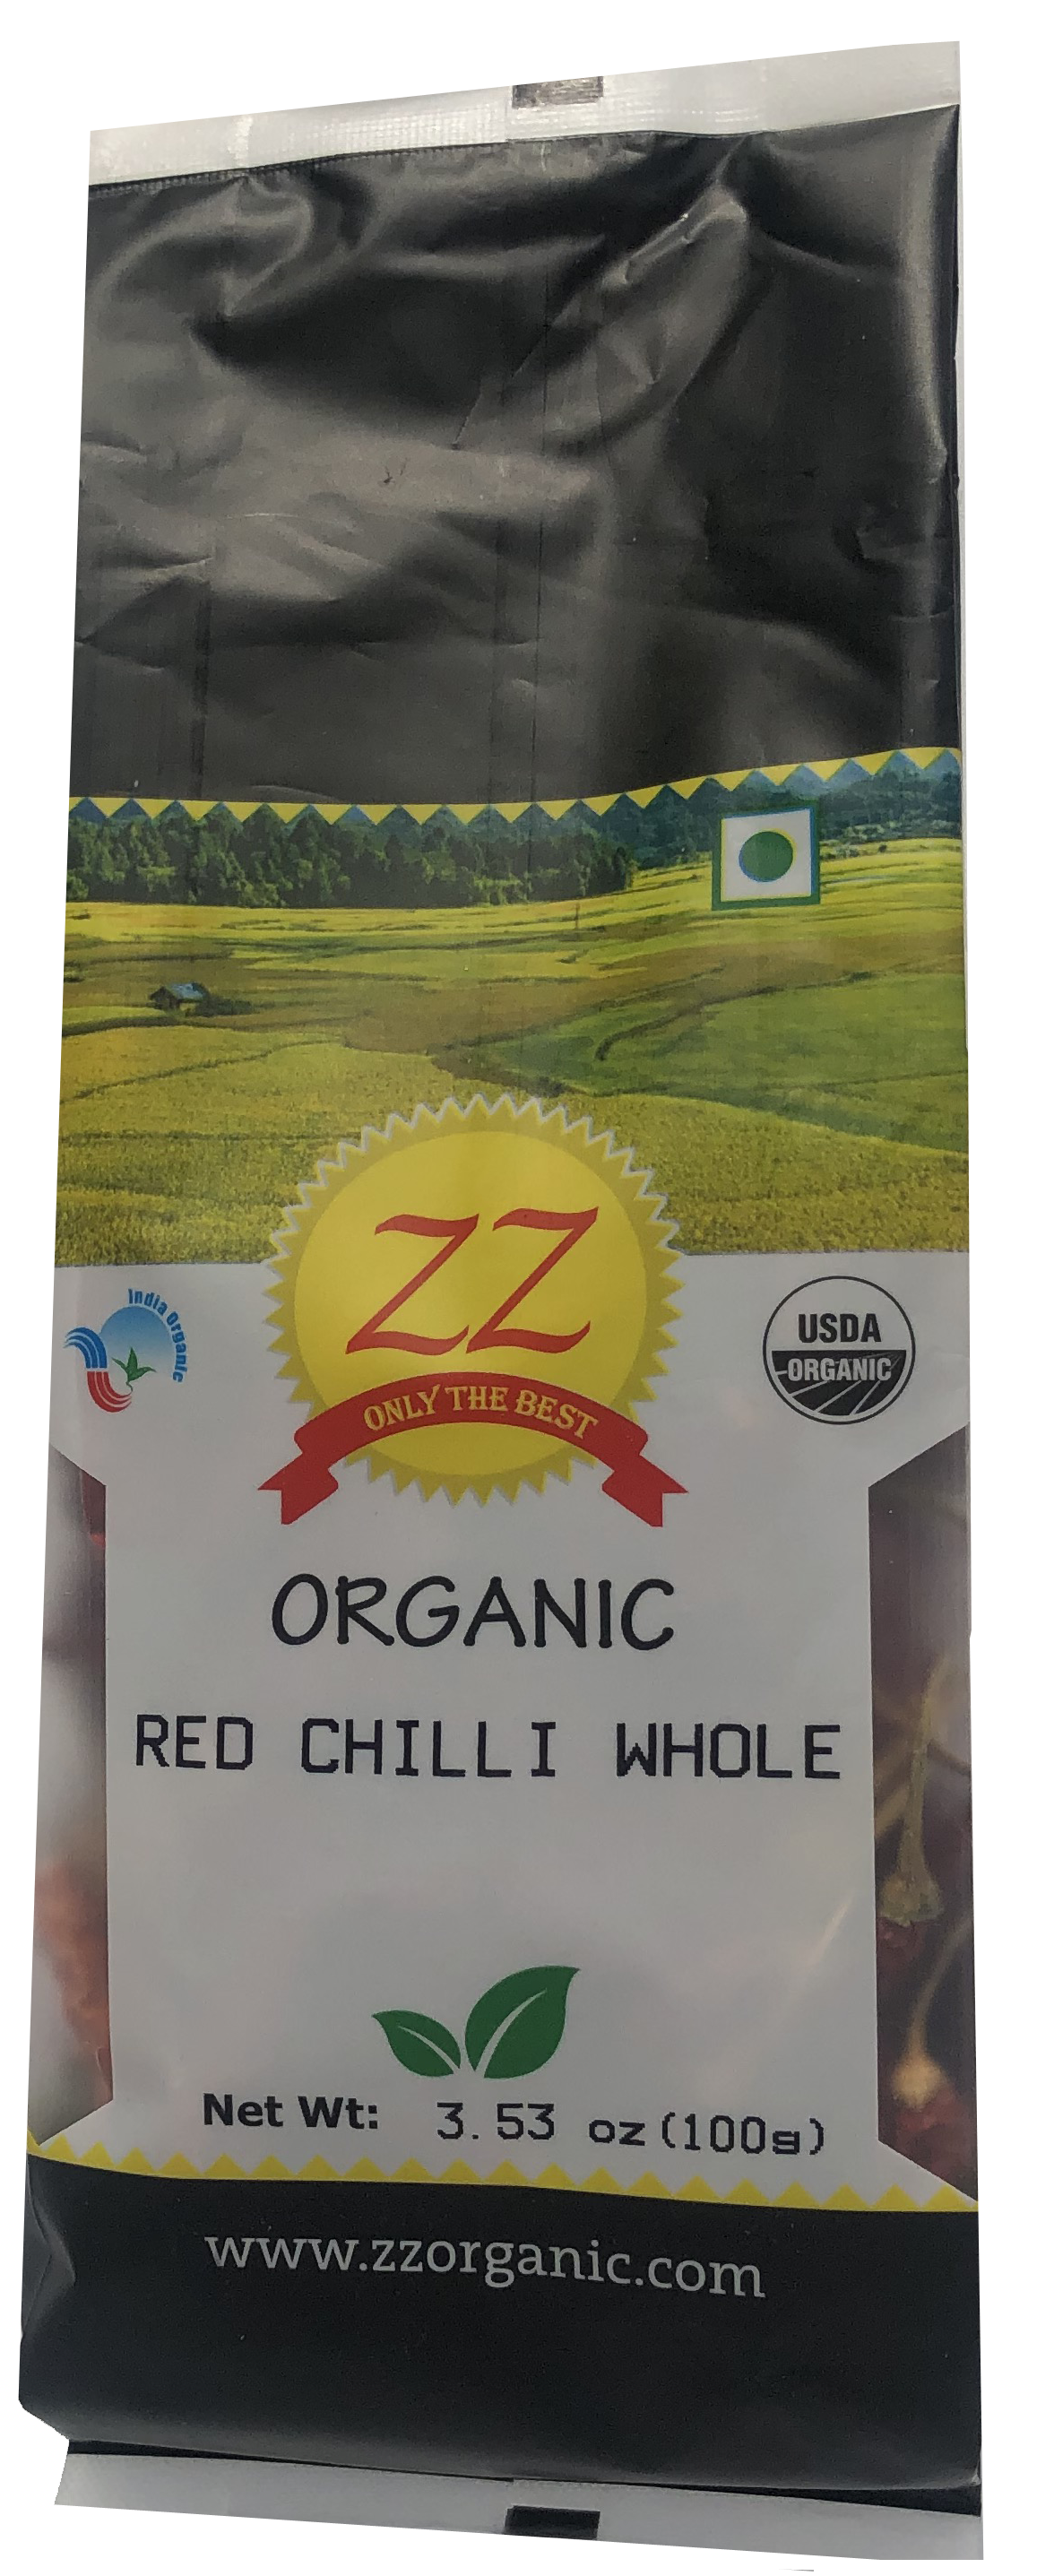 India Organic
ZZ
ONLY THE BEST
USDA
ORGANIC
ORGANIC
RED CHILLI WHOLE
Net Wt: 3.53 oz (100g)
www.zzorganic.com